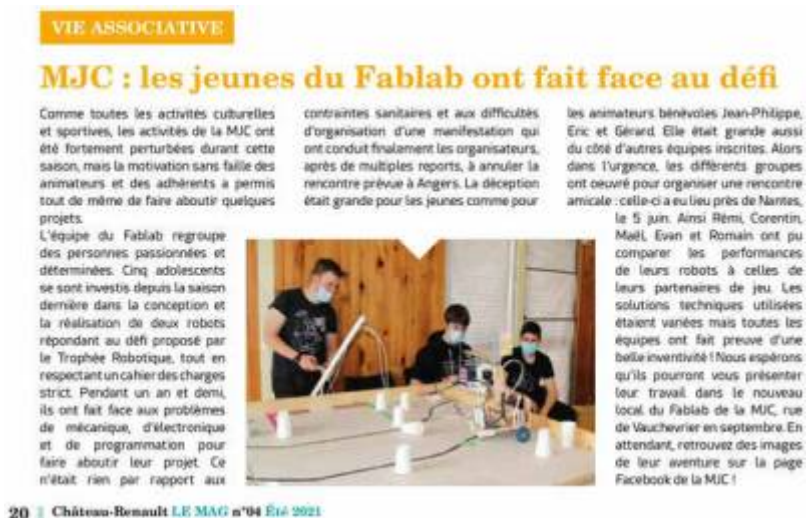 VIE ASSOCIATIVE
MJC : les jeunes du Fablab ont fait face au défi
Comme toutes les activités culturelles
et sportives, les activités de la MJC ont
été fortement perturbées durant cette
saison, mais la motivation sans faille des
animateurs et des adhérents a permis
tout de même de faire aboutir quelques
projets.
L'équipe du Fablab regroupe
des personnes passionnées et
déterminées. Cinq adolescents
se sont investis depuis la saison
dernière dans la conception et
la réalisation de deux robots
répondant au défi proposé par
le Trophée Robotique, tout en
respectant un cahier des charges
strict. Pendant un an et demi,
ils ont fait face aux problèmes
de mécanique, d'électronique
et de programmation pour
faire aboutir leur projet Ce
n'était rien par rapport aux
contraintes sanitaires et aux difficultés
d'organisation d'une manifestation qui
ont conduit finalement les organisateurs,
après de multiples reports, à annuler la
rencontre prévue à Angers. La déception
était grande pour les jeunes comme pour
les animateurs bénévoles Jean-Philippe,
Eric et Gérard. Elle était grande aussi
du côté d'autres équipes inscrites. Alors
dans l'urgence, les différents groupes
ont oeuvré pour organiser une rencontre
amicale : celle-ci a eu lieu près de Nantes,
le 5 juin. Ainsi Rémi, Corentin,
Maël, Evan et Romain ont pu
comparer les performances
de leurs robots à celles de
leurs partenaires de jeu. Les
solutions techniques utilisées
étaient variées mais toutes les
équipes ont fait preuve d'une
belle inventivité ! Nous espérons
qu'ils pourront vous présenter
leur travail dans le nouveau
local du Fablab de la MJC, rue
de Vauchevrier en septembre. En
attendant, retrouvez des images
de leur aventure sur la page
Facebook de la MJC !
20 Château-Renault LE MAG n°04 Été 2021